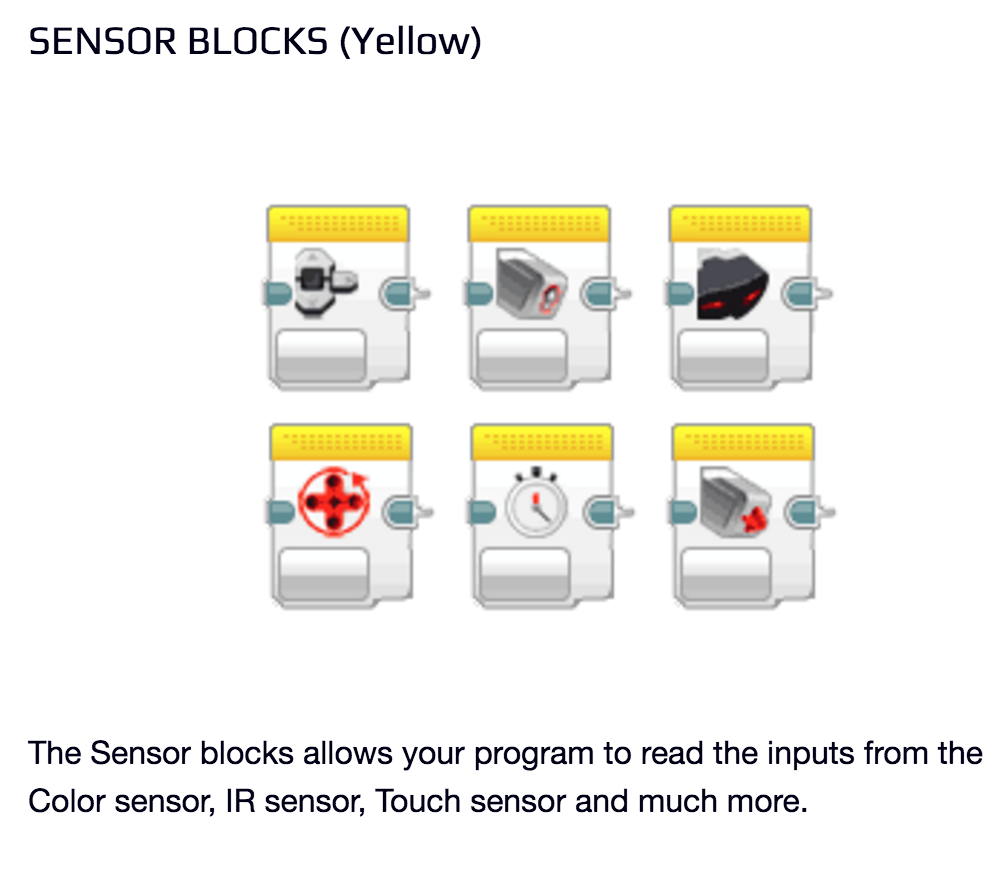 SENSOR BLOCKS (Yellow)
The Sensor blocks allows your program to read the inputs from the
Color sensor, IR sensor, Touch sensor and much more.